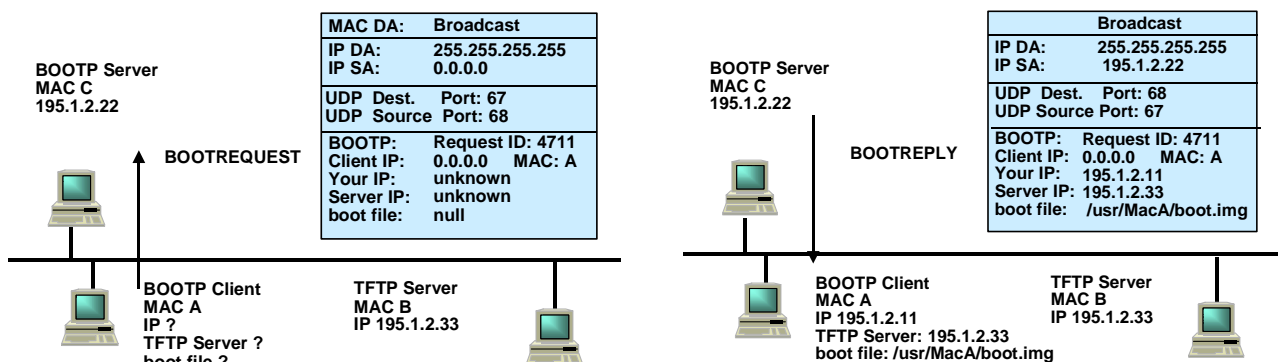 BOOTP Server
MAC C
195.1.2.22
BOOTREQUEST
MAC DA: Broadcast
IP DA: 255.255.255.255
IP SA: 0.0.0.0
UDP Dest. Port: 67
UDP Source Port: 68
BOOTP: Request ID: 4711
Client IP: 0.0.0.0 MAC: A
Your IP: unknown
Server IP: unknown
boot file: null
BOOTP Client
MAC A
IP ?
TFTP Server ?
boot file ?
TFTP Server
MAC B
IP 195.1.2.33
BOOTP Server
MAC C
195.1.2.22
BOOTREPLY
Broadcast
IP DA: 255.255.255.255
IP SA: 195.1.2.22
UDP Dest. Port: 68
UDP Source Port: 67
BOOTP: Request ID: 4711
Client IP: 0.0.0.0 MAC: A
Your IP: 195.1.2.11
Server IP: 195.1.2.33
boot file: /usr/MacA/boot.img
BOOTP Client
MAC A
IP 195.1.2.11
TFTP Server: 195.1.2.33
boot file: /usr/MacA/boot.img
TFTP Server
MAC B
IP 195.1.2.33